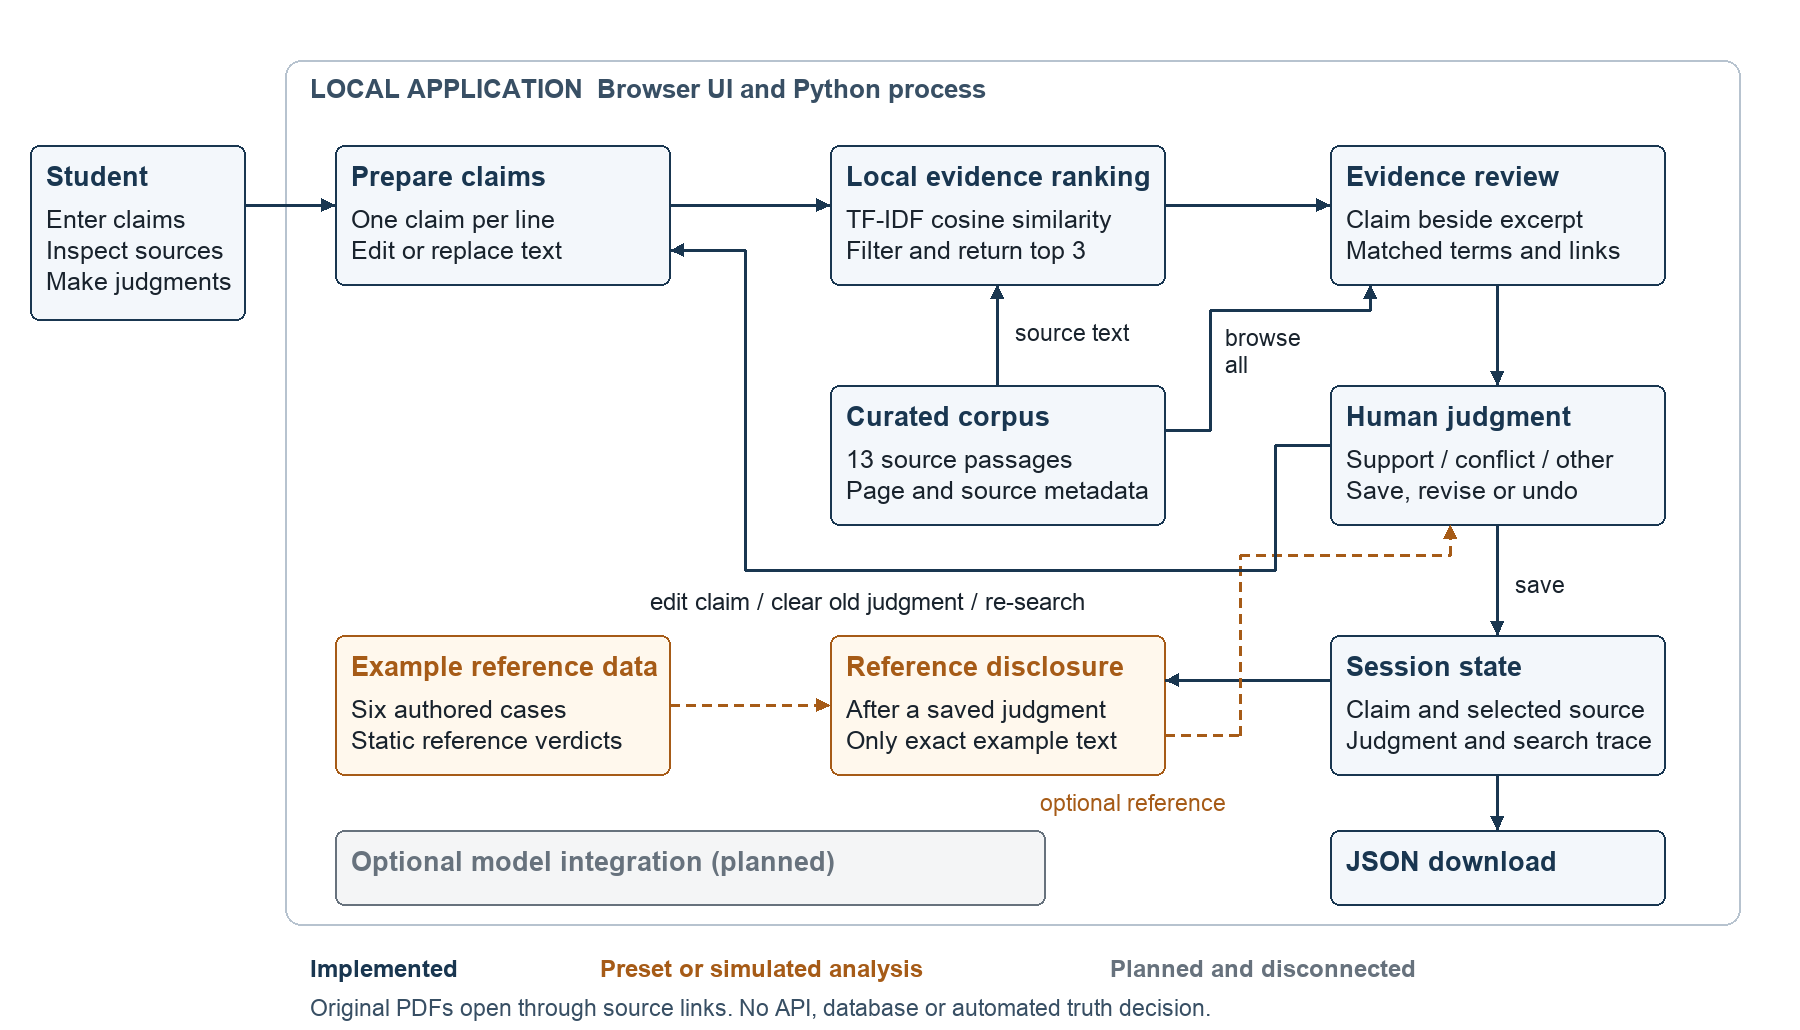 LOCAL APPLICATION  Browser UI and Python process
Student
Enter claims
Inspect sources
Make judgments
Prepare claims
One claim per line
Edit or replace text
Local evidence ranking
TF-IDF cosine similarity
Filter and return top 3
Evidence review
Claim beside excerpt
Matched terms and links
source text
browse
all
Curated corpus
13 source passages
Page and source metadata
Human judgment
Support / conflict / other
Save, revise or undo
save
edit claim / clear old judgment / re-search
Example reference data
Six authored cases
Static reference verdicts
Reference disclosure
After a saved judgment
Only exact example text
Session state
Claim and selected source
Judgment and search trace
optional reference
Optional model integration (planned)
JSON download
Implemented
Preset or simulated analysis
Planned and disconnected
Original PDFs open through source links. No API, database or automated truth decision.